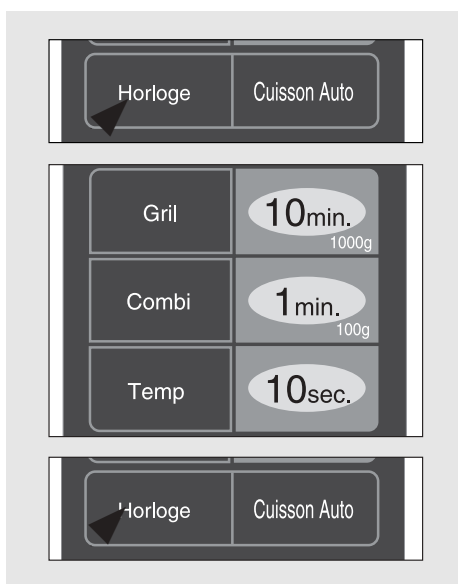 Horloge Cuisson Auto
Gril 10min.
1000g
Combi 1min.
100g
Temp 10sec.
Horloge Cuisson Auto